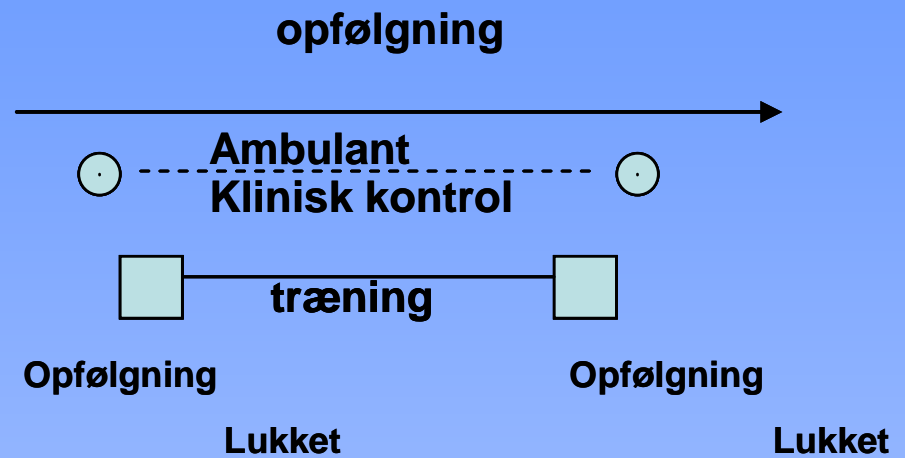 opfølgning
Ambulant
Klinisk kontrol
træning
Opfølgning Opfølgning
Lukket Lukket